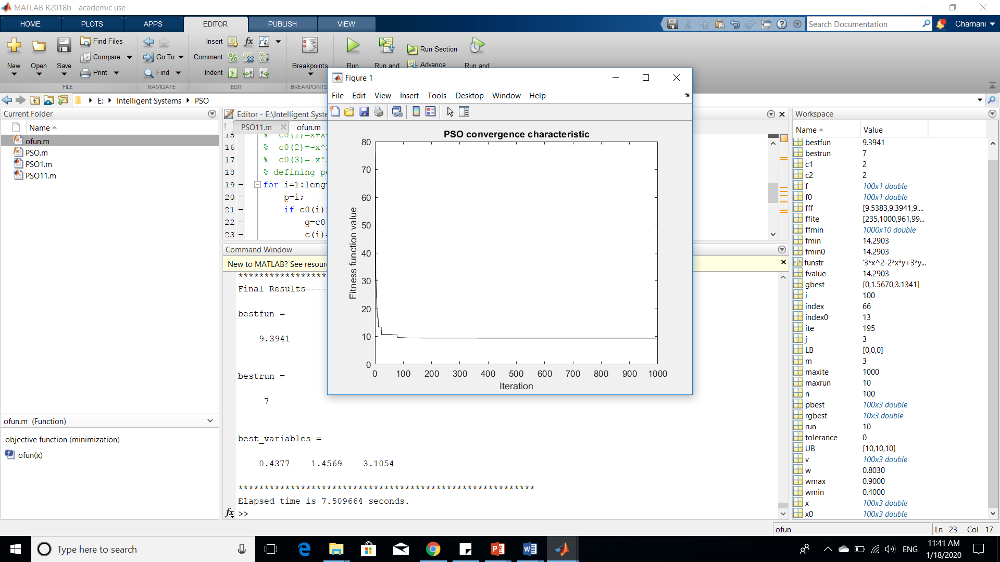 MATLAB R2018b - academic use
HOME PLOTS APPS EDITOR PUBLISH VIEW
Search Documentation
Chamani
New Open Save
Find Files
Compare
Print
FILE
Go To
Find
NAVIGATE
Insert fx
Comment
Indent
EDIT
Breakpoints
BREAKPOINTS
Run
Run and
Run Section
Advance
Run and
E: Intelligent Systems PSO
Current Folder
Name
ofun.m
PSO.m
PSO1.m
PSO11.m
ofun.m (Function)
objective function (minimization)
ofun(x)
Editor - E:\Intelligent Syste
PSO11.m ofun.m
15 % c0(1)=x+x
16 % c0(2)=-x^
17 % c0(3)=-x^
18 % defining pe
19 for i=1:leng
20 p=i;
21 if c0(i)
22 g=c0
23 c(i)=
Command Window
New to MATLAB? See resour
Final Results----
bestfun =
9.3941
bestrun =
7
best_variables =
0.4377 1.4569 3.1054
*********************************************************
Elapsed time is 7.509664 seconds.
fx >>
Figure 1
File Edit View Insert Tools Desktop Window Help
PSO convergence characteristic
Fitness function value
80
70
60
50
40
30
20
10
0
0 100 200 300 400 500 600 700 800 900 1000
Iteration
Workspace
Name Value
bestfun 9.3941
bestrun 7
c1 2
c2 2
f 100x1 double
f0 100x1 double
fff [9.5383,9.3941,9....
ffite [235,1000,961,99...
ffmin 1000x10 double
fmin 14.2903
fmin0 14.2903
funstr '3*x^2-2*x*y+3*y...
fvalue 14.2903
gbest [0,1.5670,3.1341]
i 100
index 66
index0 13
ite 195
j 3
LB [0,0,0]
m 3
maxite 1000
maxrun 10
n 100
pbest 100x3 double
rgbest 10x3 double
run 10
tolerance 0
UB [10,10,10]
v 100x3 double
w 0.8030
wmax 0.9000
wmin 0.4000
x 100x3 double
x0 100x3 double
ofun Ln 23 Col 17
Type here to search
ENG
11:41 AM
1/18/2020